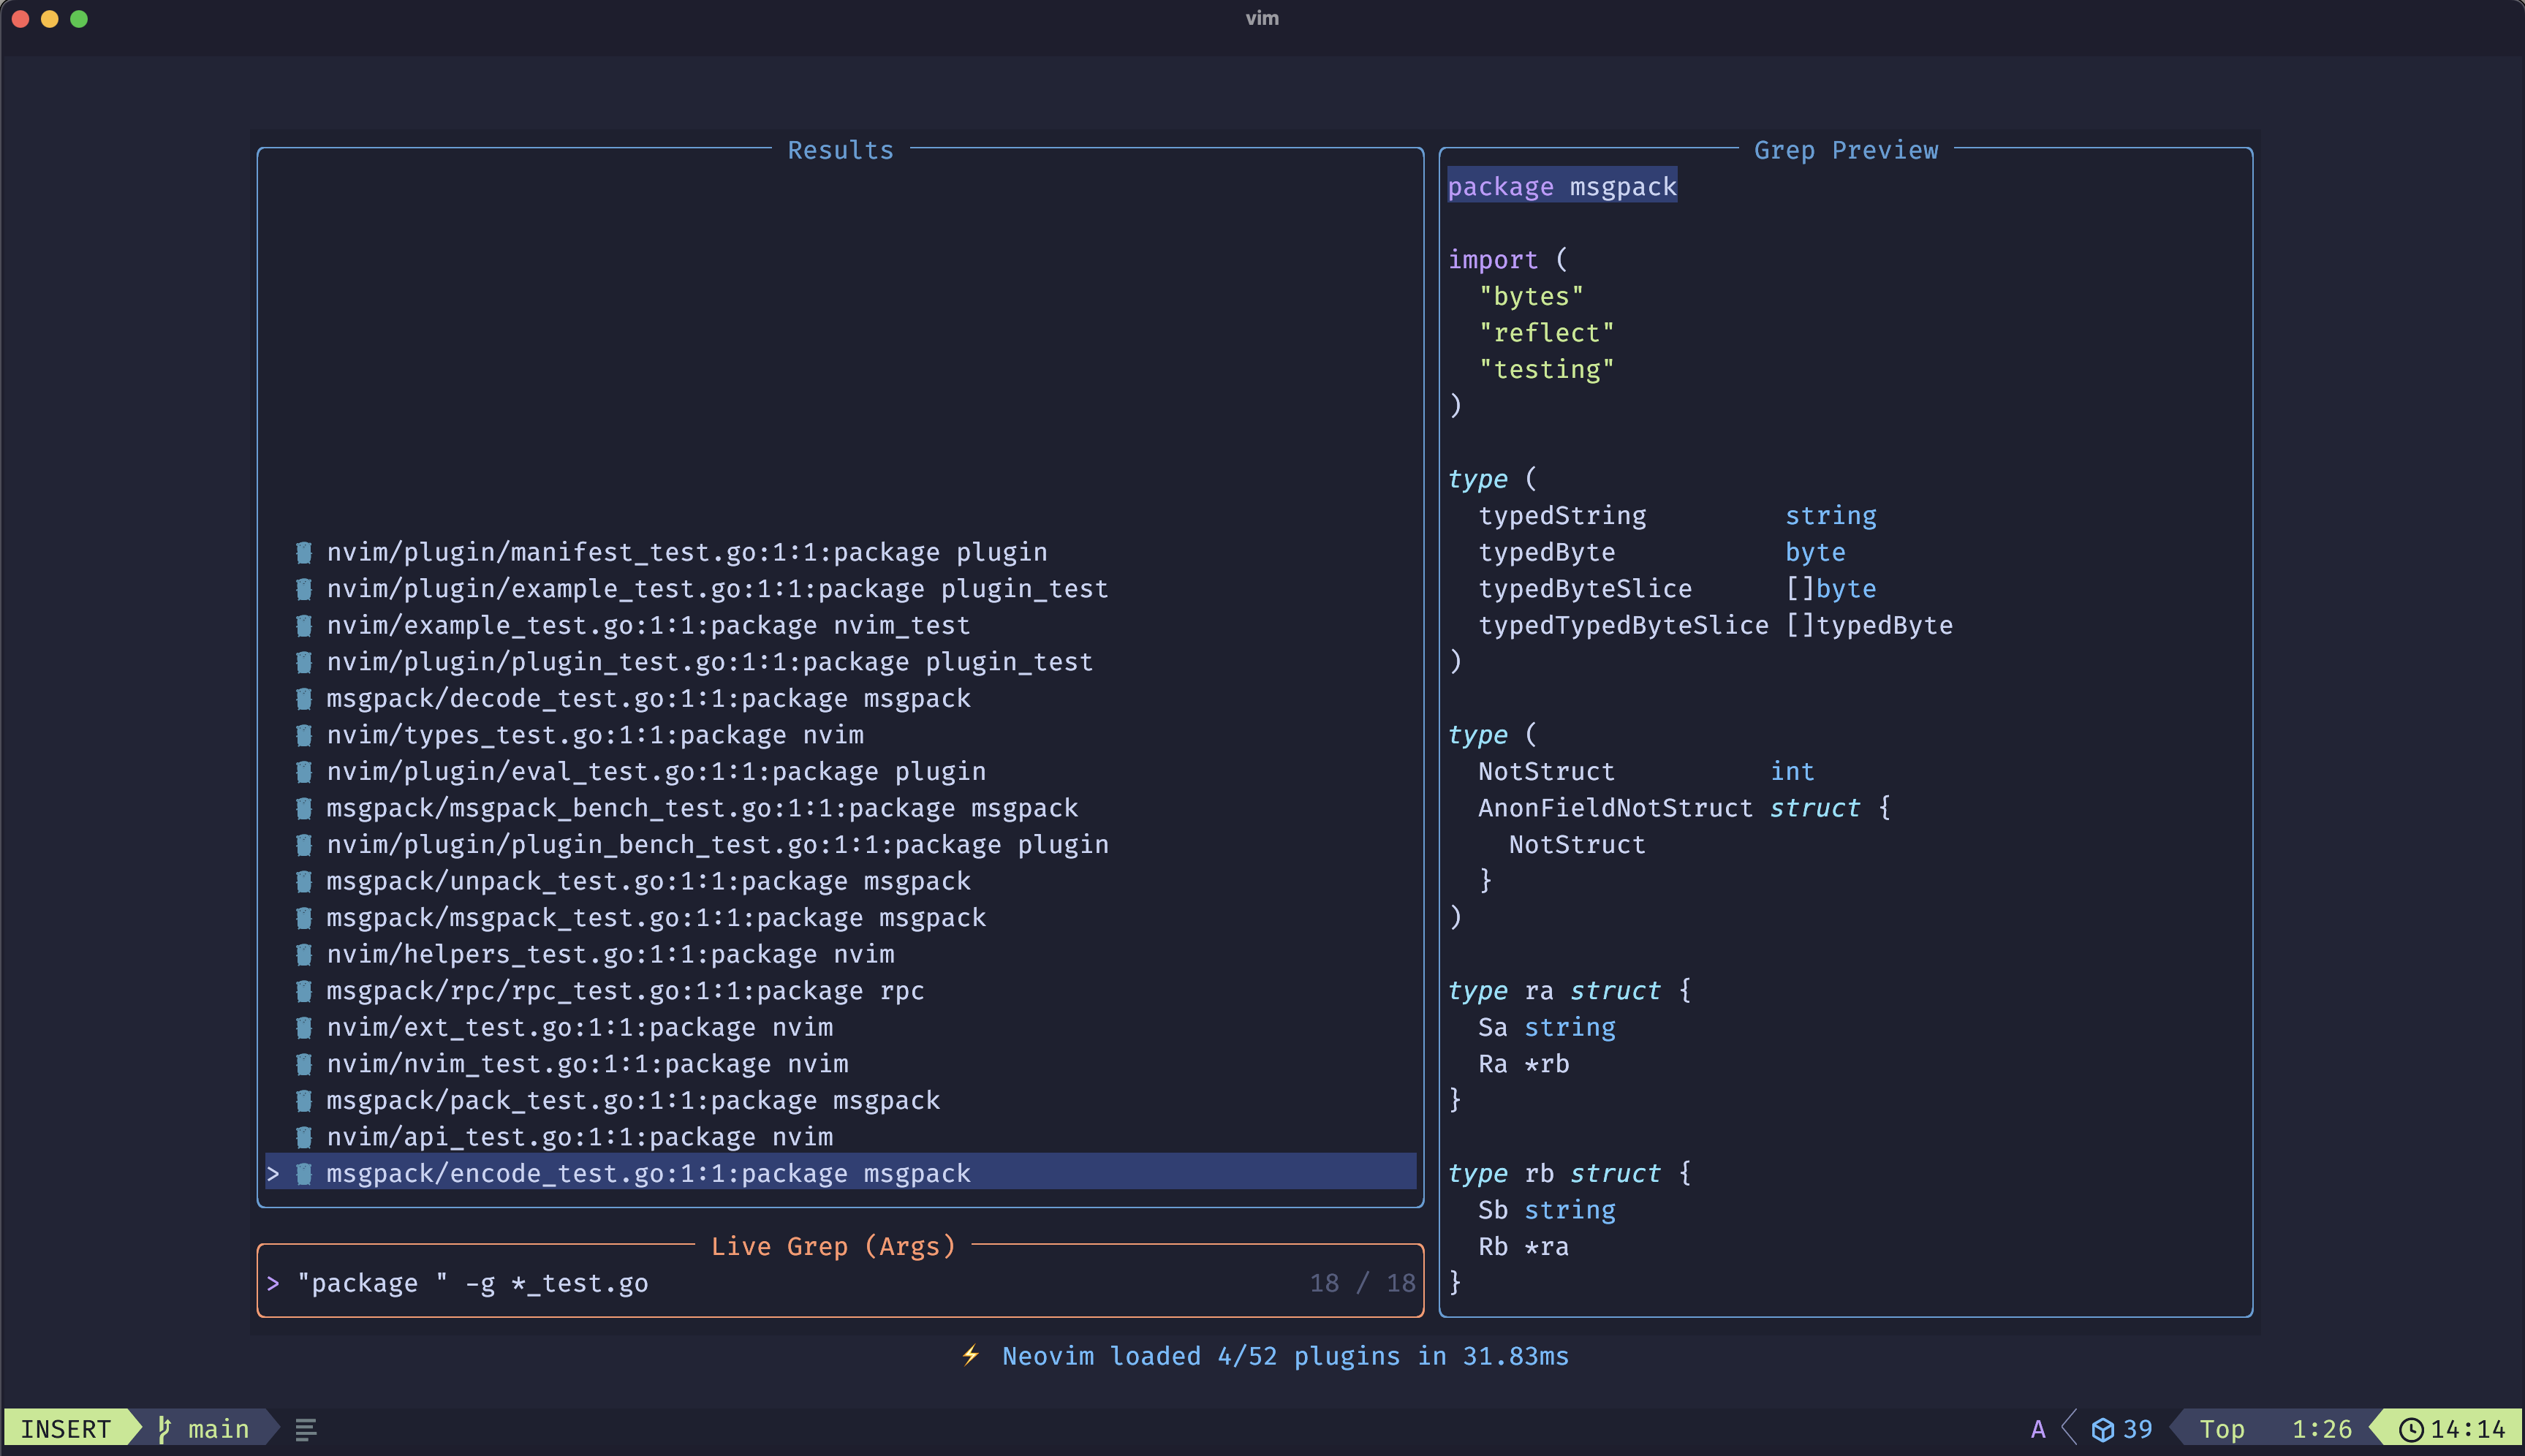 vim
Results
nvim/plugin/manifest_test.go:1:1:package plugin
nvim/plugin/example_test.go:1:1:package plugin_test
nvim/example_test.go:1:1:package nvim_test
nvim/plugin/plugin_test.go:1:1:package plugin_test
msgpack/decode_test.go:1:1:package msgpack
nvim/types_test.go:1:1:package nvim
nvim/plugin/eval_test.go:1:1:package plugin
msgpack/msgpack_bench_test.go:1:1:package msgpack
nvim/plugin/plugin_bench_test.go:1:1:package plugin
msgpack/unpack_test.go:1:1:package msgpack
msgpack/msgpack_test.go:1:1:package msgpack
nvim/helpers_test.go:1:1:package nvim
msgpack/rpc/rpc_test.go:1:1:package rpc
nvim/ext_test.go:1:1:package nvim
nvim/nvim_test.go:1:1:package nvim
msgpack/pack_test.go:1:1:package msgpack
nvim/api_test.go:1:1:package nvim
> msgpack/encode_test.go:1:1:package msgpack
Live Grep (Args)
> "package " -g *_test.go 18 / 18
Grep Preview
package msgpack
import (
"bytes"
"reflect"
"testing"
)
type (
typedString string
typedByte byte
typedByteSlice []byte
typedTypedByteSlice []typedByte
)
type (
NotStruct int
AnonFieldNotStruct struct {
NotStruct
}
)
type ra struct {
Sa string
Ra *rb
}
type rb struct {
Sb string
Rb *ra
}
⚡ Neovim loaded 4/52 plugins in 31.83ms
INSERT main A 39 Top 1:26 14:14